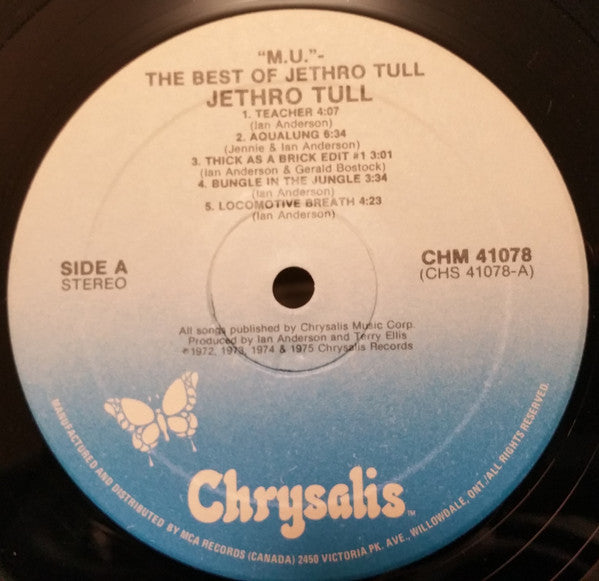 "M.U."-
THE BEST OF JETHRO TULL
JETHRO TULL
1. TEACHER 4:07
(Ian Anderson)
2. AQUALUNG 6:34
(Jennie & Ian Anderson)
3. THICK AS A BRICK EDIT #1 3:01
(Ian Anderson & Gerald Bostock)
4. BUNGLE IN THE JUNGLE 3:34
(Ian Anderson)
5. LOCOMOTIVE BREATH 4:23
(Ian Anderson)
SIDE A
STEREO
CHM 41078
(CHS 41078-A)
All songs published by Chrysalis Music Corp.
Produced by Ian Anderson and Terry Ellis
℗1972, 1973, 1974 & 1975 Chrysalis Records
Chrysalis™
MANUFACTURED AND DISTRIBUTED BY MCA RECORDS (CANADA) 2450 VICTORIA PK. AVE., WILLOWDALE, ONT./ALL RIGHTS RESERVED.